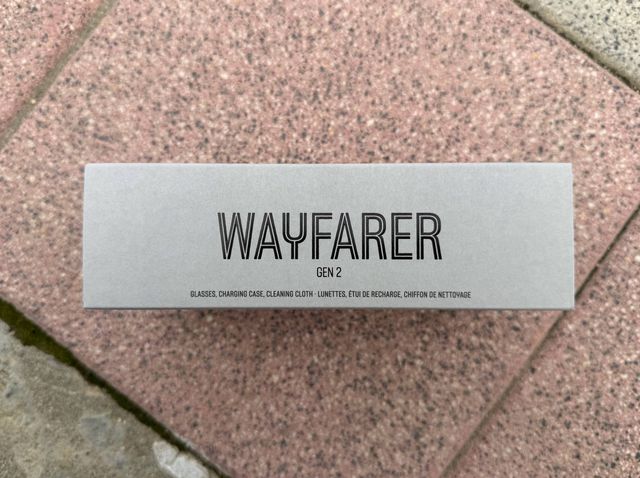 WAYFARER
GEN 2
GLASSES, CHARGING CASE, CLEANING CLOTH · LUNETTES, ÉTUI DE RECHARGE, CHIFFON DE NETTOYAGE